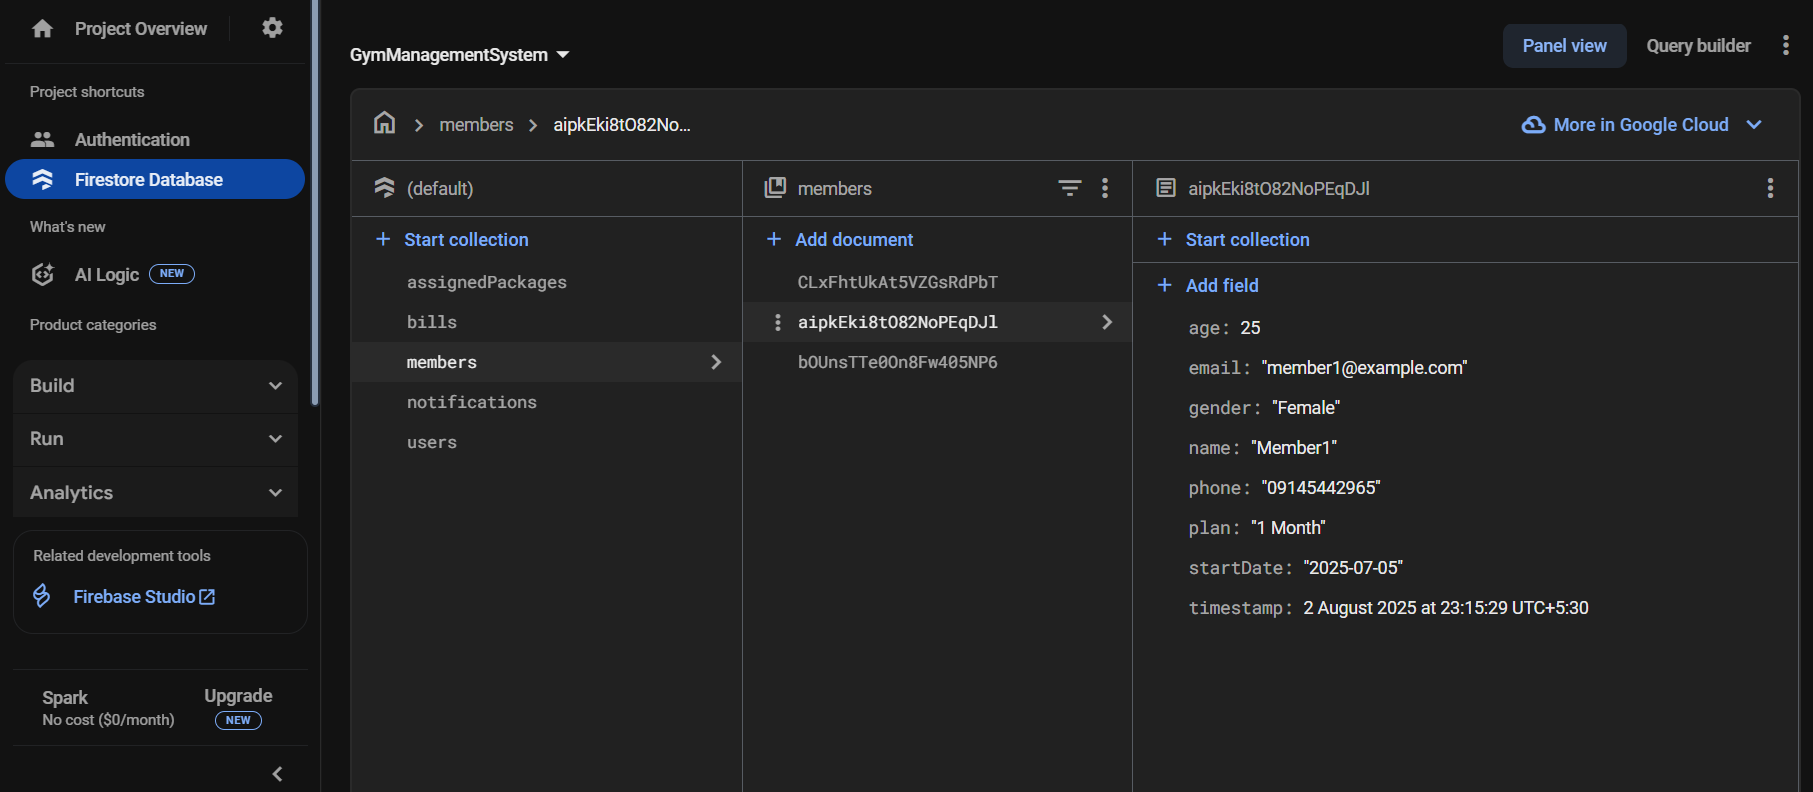 Project Overview
Project shortcuts
Authentication
Firestore Database
What's new
AI Logic NEW
Product categories
Build
Run
Analytics
Related development tools
Firebase Studio
Spark
No cost ($0/month)
Upgrade
NEW
GymManagementSystem
Panel view
Query builder
members
aipkEki8tO82No...
More in Google Cloud
(default)
+ Start collection
assignedPackages
bills
members
notifications
users
members
+ Add document
CLxFhtUkAt5VZGsRdPbT
aipkEki8tO82NoPEqDJl
bOUnsTTe0On8Fw405NP6
aipkEki8tO82NoPEqDJl
+ Start collection
+ Add field
age: 25
email: "member1@example.com"
gender: "Female"
name: "Member1"
phone: "09145442965"
plan: "1 Month"
startDate: "2025-07-05"
timestamp: 2 August 2025 at 23:15:29 UTC+5:30